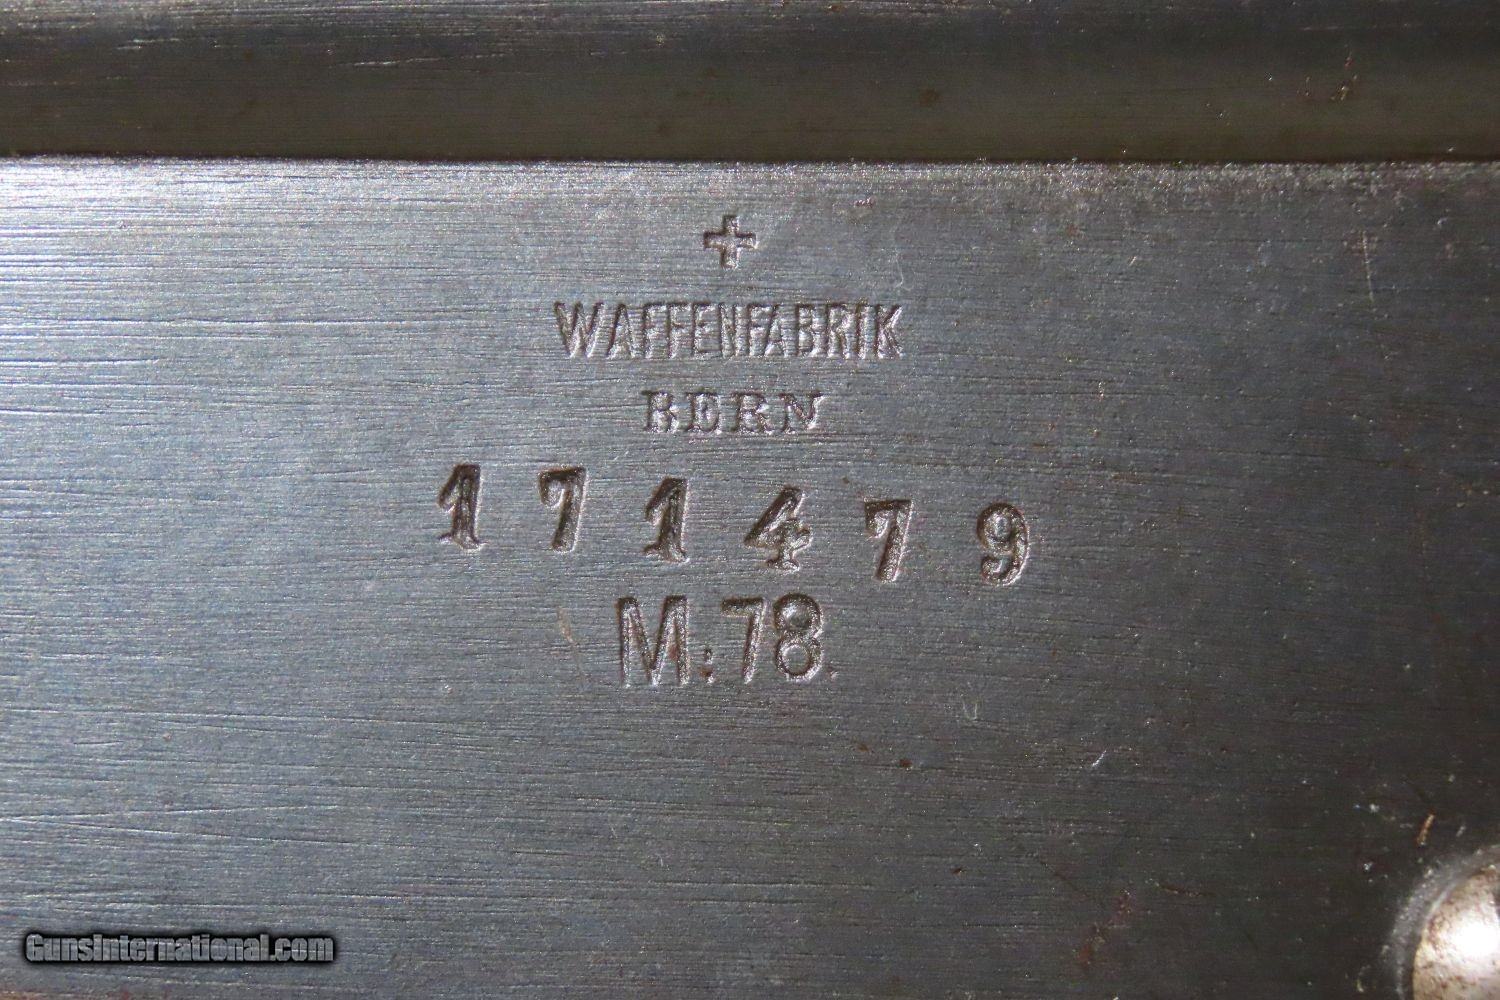 WAFFENFABRIK
BERN
171479
M:78.
GunsInternational.com